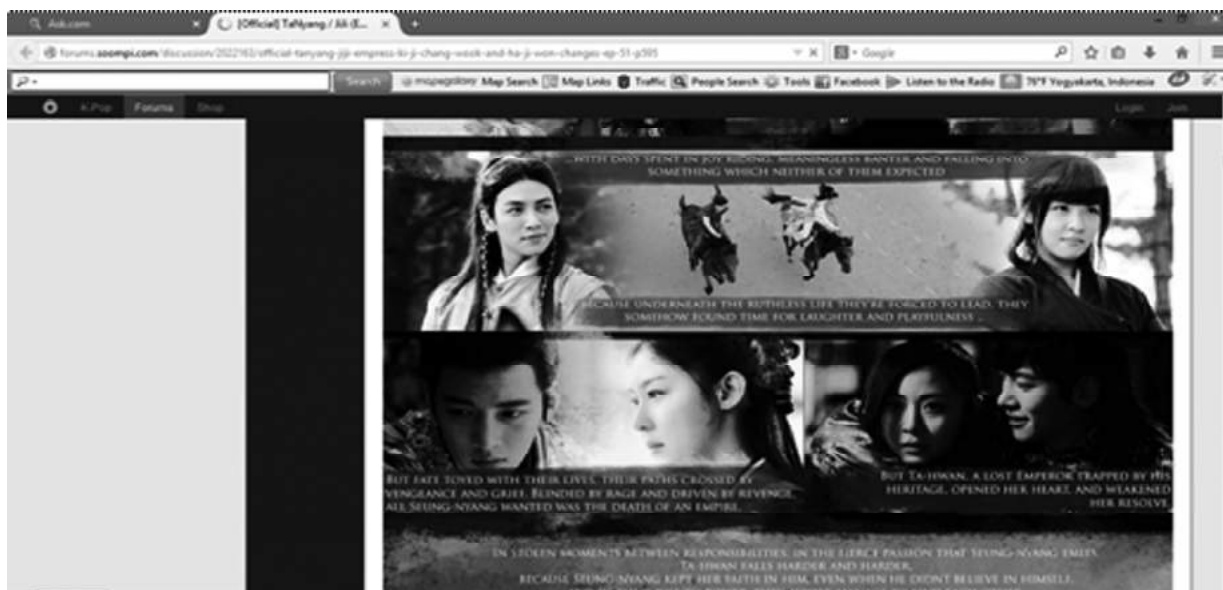 Ask.com
[Official] TaNyang / JiJi (E...
forums.soompi.com/discussion/2022163/official-tanyang-jiji-empress-ki-ji-chang-wook-and-ha-ji-won-changes-ep-51-p595
Google
Search
mapsgalaxy Map Search Map Links Traffic People Search Tools Facebook Listen to the Radio 76°F Yogyakarta, Indonesia
K-Pop Forums Shop Login Join
...WITH DAYS SPENT IN JOY RIDING, MEANINGLESS BANTER AND FALLING INTO
SOMETHING WHICH NEITHER OF THEM EXPECTED
BECAUSE UNDERNEATH THE RUTHLESS LIFE THEY'RE FORCED TO LEAD, THEY
SOMEHOW FOUND TIME FOR LAUGHTER AND PLAYFULNESS ..
BUT FATE TOYED WITH THEIR LIVES, THEIR PATHS CROSSED BY
VENGEANCE AND GRIEF. BLINDED BY RAGE AND DRIVEN BY REVENGE,
ALL SEUNG-NYANG WANTED WAS THE DEATH OF AN EMPIRE.
BUT TA-HWAN, A LOST EMPEROR TRAPPED BY HIS
HERITAGE, OPENED HER HEART, AND WEAKENED
HER RESOLVE.
IN STOLEN MOMENTS BETWEEN RESPONSIBILITIES, IN THE FIERCE PASSION THAT SEUNG-NYANG EMITS
TA-HWAN FALLS HARDER AND HARDER,
BECAUSE SEUNG-NYANG KEPT HER FAITH IN HIM, EVEN WHEN HE DIDNT BELIEVE IN HIMSELF.